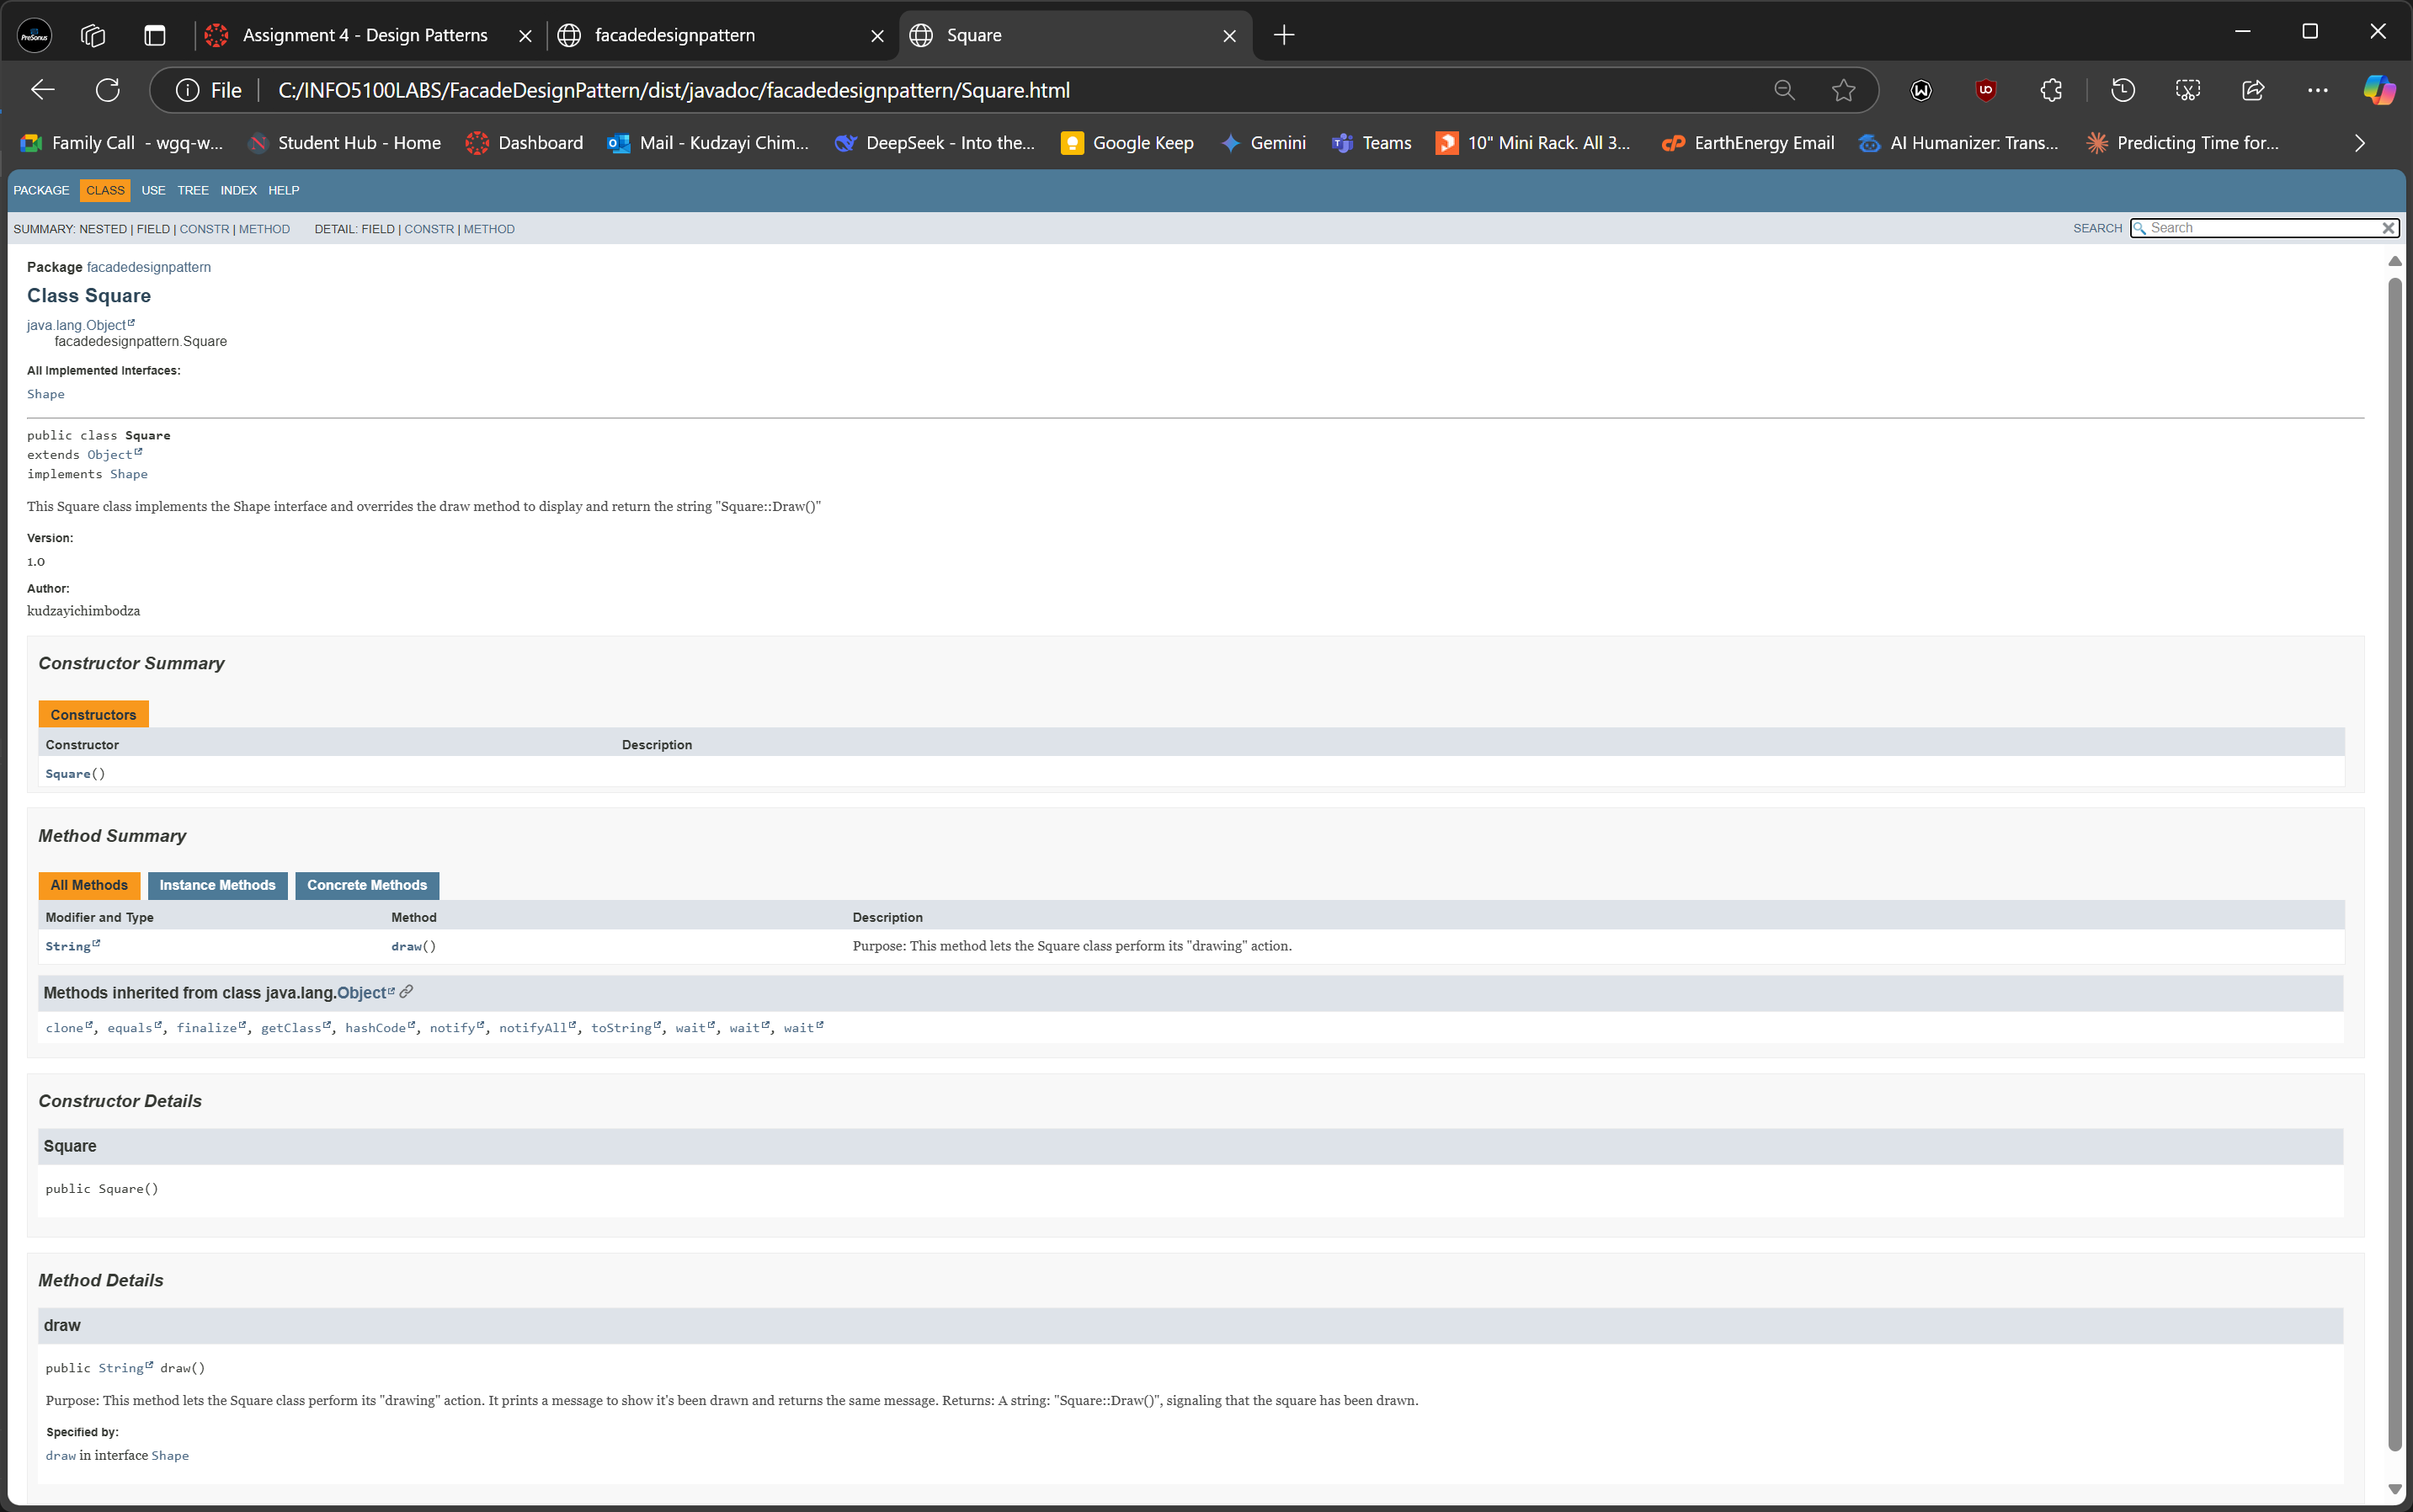 PreSonus
Assignment 4 - Design Patterns
facadedesignpattern
Square
File
C:/INFO5100LABS/FacadeDesignPattern/dist/javadoc/facadedesignpattern/Square.html
Family Call - wgq-w...
Student Hub - Home
Dashboard
Mail - Kudzayi Chim...
DeepSeek - Into the...
Google Keep
Gemini
Teams
10" Mini Rack. All 3...
EarthEnergy Email
AI Humanizer: Trans...
Predicting Time for...
PACKAGE CLASS USE TREE INDEX HELP
SUMMARY: NESTED | FIELD | CONSTR | METHOD DETAIL: FIELD | CONSTR | METHOD
SEARCH Search
Package facadedesignpattern
Class Square
java.lang.Object
facadedesignpattern.Square
All Implemented Interfaces:
Shape
public class Square
extends Object
implements Shape
This Square class implements the Shape interface and overrides the draw method to display and return the string "Square::Draw()"
Version:
1.0
Author:
kudzayichimbodza
Constructor Summary
Constructors
Constructor Description
Square()
Method Summary
All Methods Instance Methods Concrete Methods
Modifier and Type Method Description
String draw() Purpose: This method lets the Square class perform its "drawing" action.
Methods inherited from class java.lang.Object
clone, equals, finalize, getClass, hashCode, notify, notifyAll, toString, wait, wait, wait
Constructor Details
Square
public Square()
Method Details
draw
public String draw()
Purpose: This method lets the Square class perform its "drawing" action. It prints a message to show it's been drawn and returns the same message. Returns: A string: "Square::Draw()", signaling that the square has been drawn.
Specified by:
draw in interface Shape